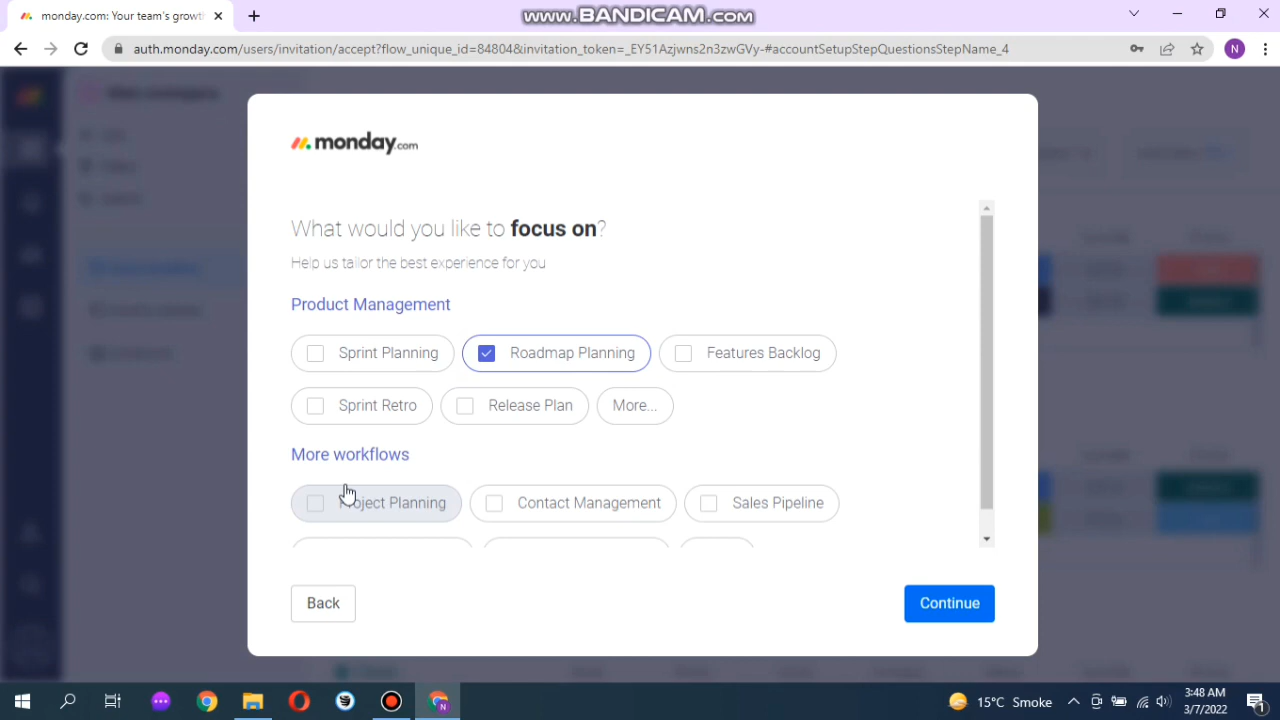 monday.com: Your team's growth
www.BANDICAM.com
auth.monday.com/users/invitation/accept?flow_unique_id=84804&invitation_token=_EY51Azjwns2n3zwGVy-#accountSetupStepQuestionsStepName_4
N
monday.com
What would you like to focus on?
Help us tailor the best experience for you
Product Management
Sprint Planning
Roadmap Planning
Features Backlog
Sprint Retro
Release Plan
More...
More workflows
Project Planning
Contact Management
Sales Pipeline
Back
Continue
15°C Smoke
3:48 AM
3/7/2022
1